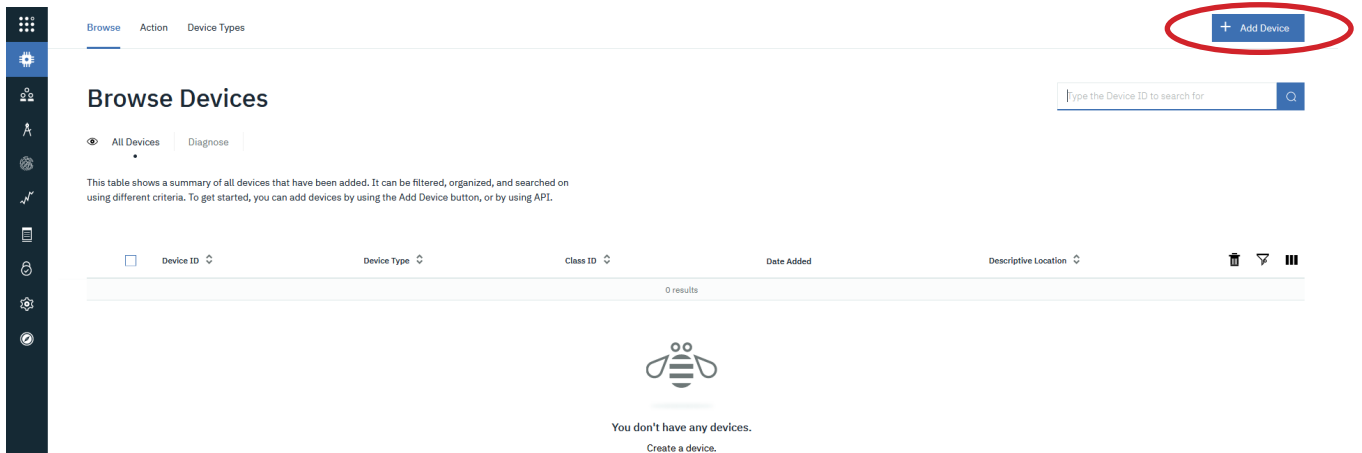 Browse Action Device Types
+ Add Device
Browse Devices
Type the Device ID to search for
All Devices Diagnose
This table shows a summary of all devices that have been added. It can be filtered, organized, and searched on
using different criteria. To get started, you can add devices by using the Add Device button, or by using API.
Device ID Device Type Class ID Date Added Descriptive Location
0 results
You don't have any devices.
Create a device.